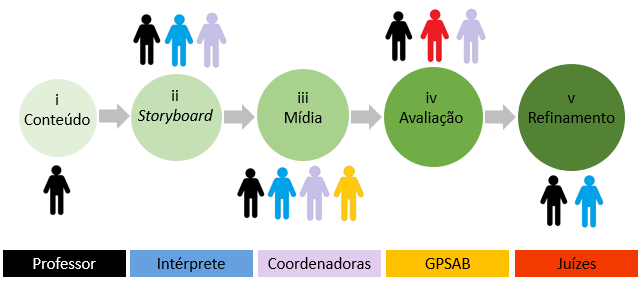 i
Conteúdo
ii
Storyboard
iii
Mídia
iv
Avaliação
v
Refinamento
Professor
Intérprete
Coordenadoras
GPSAB
Juízes